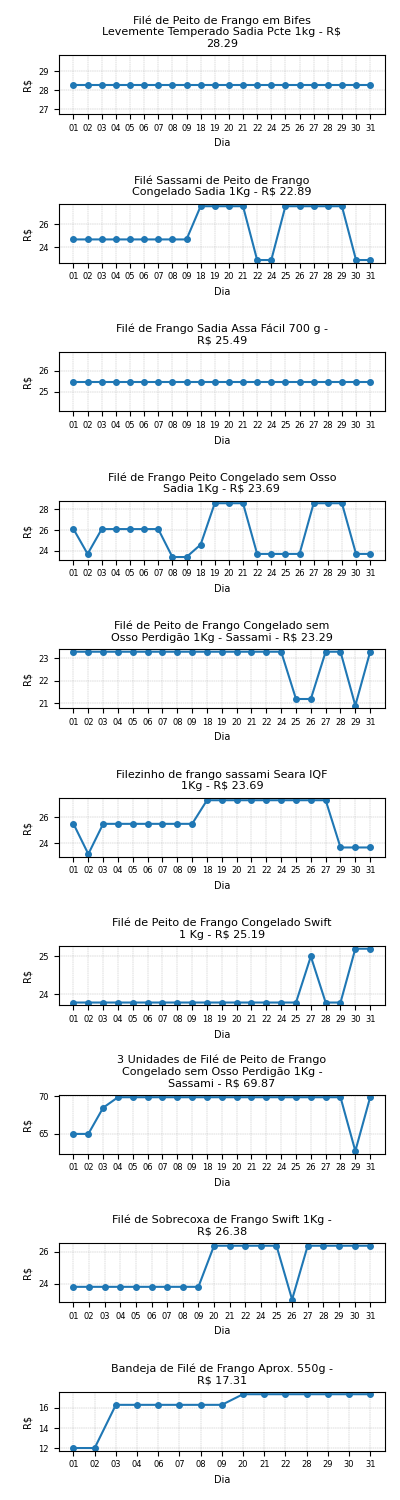 Filé de Peito de Frango em Bifes
Levemente Temperado Sadia Pcte 1kg - R$
28.29
R$
29
28
27
01 02 03 04 05 06 07 08 09 18 19 20 21 22 24 25 26 27 28 29 30 31
Dia
Filé Sassami de Peito de Frango
Congelado Sadia 1Kg - R$ 22.89
R$
26
24
01 02 03 04 05 06 07 08 09 18 19 20 21 22 24 25 26 27 28 29 30 31
Dia
Filé de Frango Sadia Assa Fácil 700 g -
R$ 25.49
R$
26
25
01 02 03 04 05 06 07 08 09 18 19 20 21 22 24 25 26 27 28 29 30 31
Dia
Filé de Frango Peito Congelado sem Osso
Sadia 1Kg - R$ 23.69
R$
28
26
24
01 02 03 04 05 06 07 08 09 18 19 20 21 22 24 25 26 27 28 29 30 31
Dia
Filé de Peito de Frango Congelado sem
Osso Perdigão 1Kg - Sassami - R$ 23.29
R$
23
22
21
01 02 03 04 05 06 07 08 09 18 19 20 21 22 24 25 26 27 28 29 31
Dia
Filezinho de frango sassami Seara IQF
1Kg - R$ 23.69
R$
26
24
01 02 03 04 05 06 07 08 09 18 19 20 21 22 24 25 26 27 29 30 31
Dia
Filé de Peito de Frango Congelado Swift
1 Kg - R$ 25.19
R$
25
24
01 02 03 04 05 06 07 08 09 18 19 20 21 22 24 25 26 27 28 30 31
Dia
3 Unidades de Filé de Peito de Frango
Congelado sem Osso Perdigão 1Kg -
Sassami - R$ 69.87
R$
70
65
01 02 03 04 05 06 07 08 09 18 19 20 21 22 24 25 26 27 28 29 31
Dia
Filé de Sobrecoxa de Frango Swift 1Kg -
R$ 26.38
R$
26
24
01 02 03 04 05 06 07 08 09 20 21 22 24 25 26 27 28 29 30 31
Dia
Bandeja de Filé de Frango Aprox. 550g -
R$ 17.31
R$
16
14
12
01 02 03 04 06 07 08 09 20 21 22 28 29 30 31
Dia